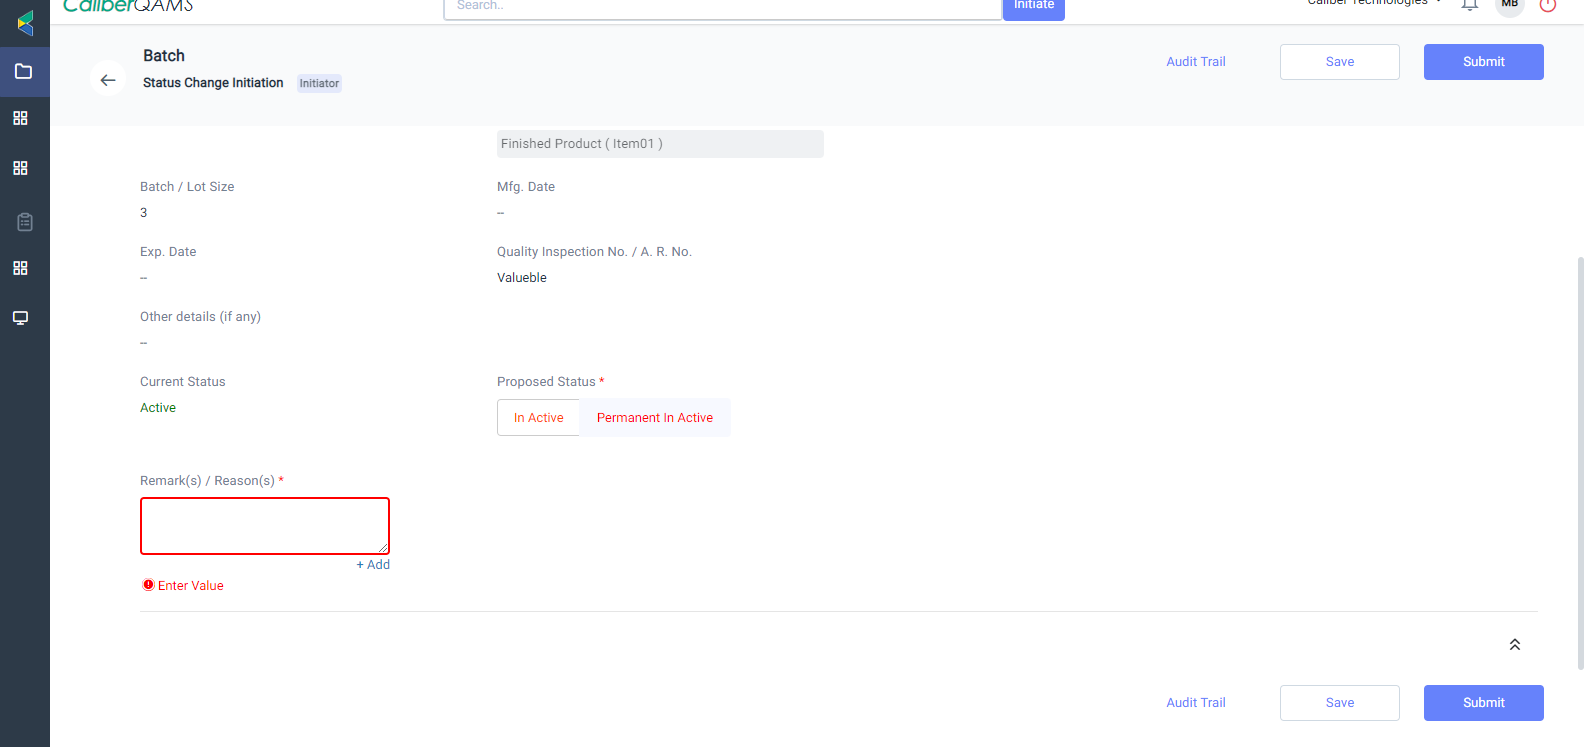 CaliberQAMS
Search..
Initiate
Caliber Technologies
MB
Batch
Status Change Initiation
Initiator
Audit Trail
Save
Submit
Finished Product ( Item01 )
Batch / Lot Size
Mfg. Date
3
--
Exp. Date
Quality Inspection No. / A. R. No.
--
Valueble
Other details (if any)
--
Current Status
Proposed Status *
Active
In Active
Permanent In Active
Remark(s) / Reason(s) *
+ Add
Enter Value
Audit Trail
Save
Submit